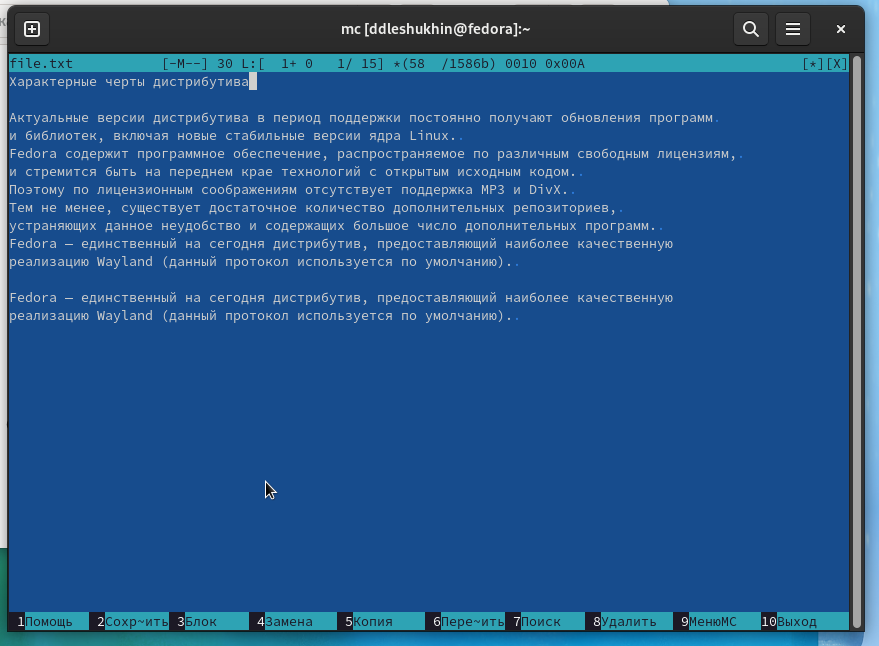 mc [ddleshukhin@fedora]:~
file.txt [-M--] 30 L:[ 1+ 0 1/ 15] *(58 /1586b) 0010 0x00A [*][X]
Характерные черты дистрибутива
Актуальные версии дистрибутива в период поддержки постоянно получают обновления программ.
и библиотек, включая новые стабильные версии ядра Linux..
Fedora содержит программное обеспечение, распространяемое по различным свободным лицензиям,.
и стремится быть на переднем крае технологий с открытым исходным кодом..
Поэтому по лицензионным соображениям отсутствует поддержка MP3 и DivX..
Тем не менее, существует достаточное количество дополнительных репозиториев,.
устраняющих данное неудобство и содержащих большое число дополнительных программ..
Fedora — единственный на сегодня дистрибутив, предоставляющий наиболее качественную
реализацию Wayland (данный протокол используется по умолчанию)..
Fedora — единственный на сегодня дистрибутив, предоставляющий наиболее качественную
реализацию Wayland (данный протокол используется по умолчанию)..
1Помощь 2Сохр~ить 3Блок 4Замена 5Копия 6Пере~ить 7Поиск 8Удалить 9МенюMC 10Выход